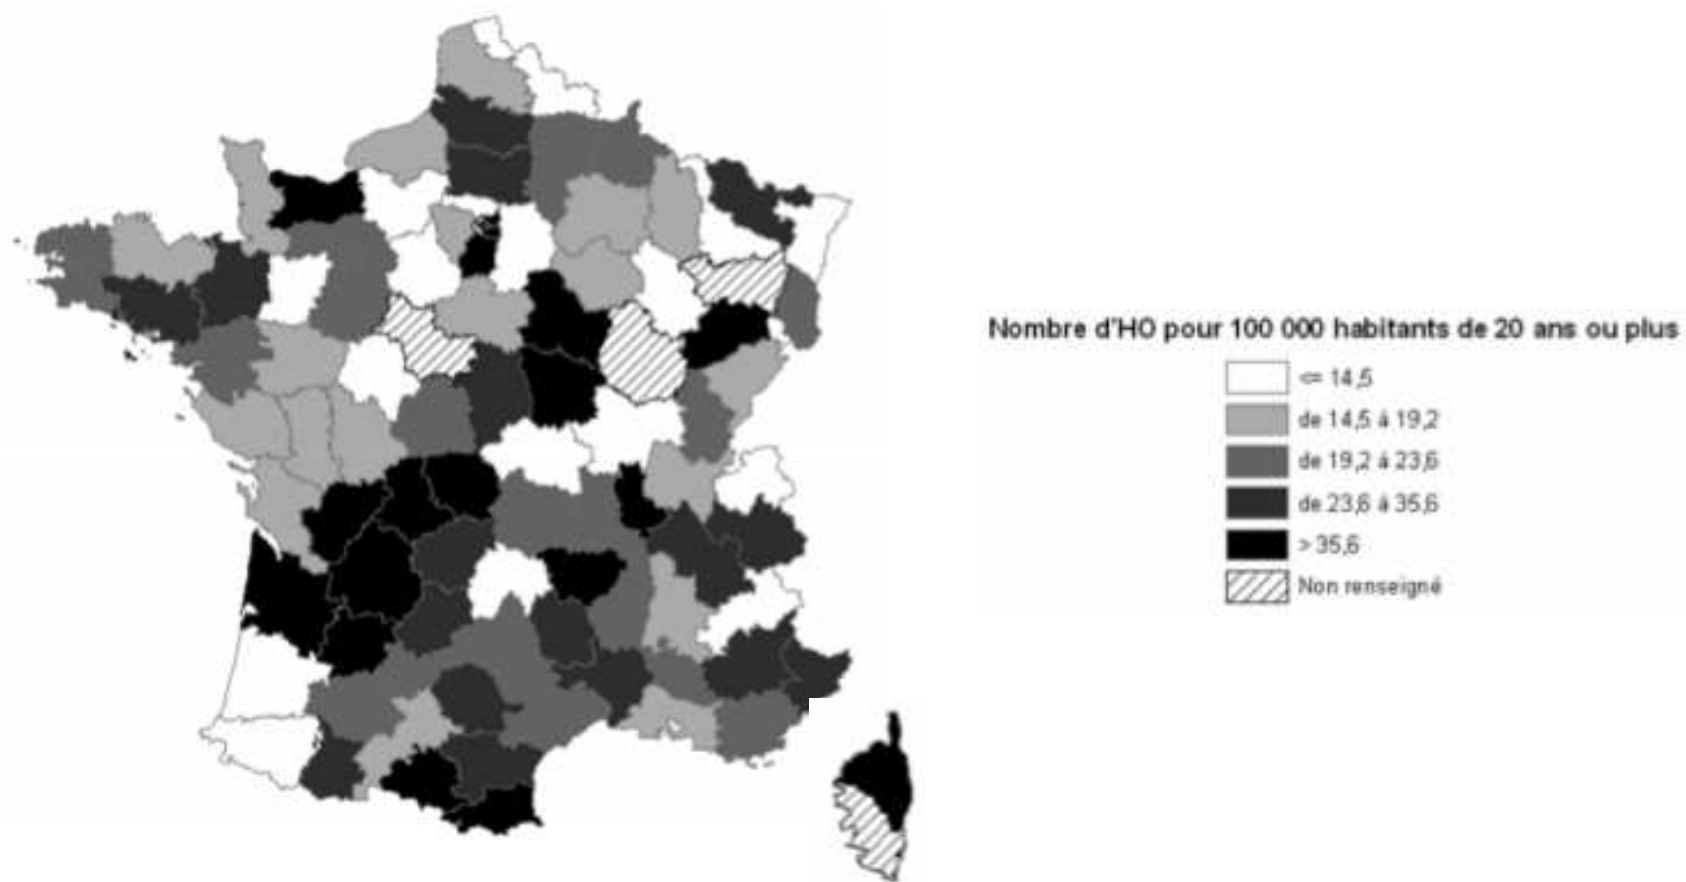 Nombre d'HO pour 100 000 habitants de 20 ans ou plus
<= 14,5
de 14,5 à 19,2
de 19,2 à 23,6
de 23,6 à 35,6
> 35,6
Non renseigné